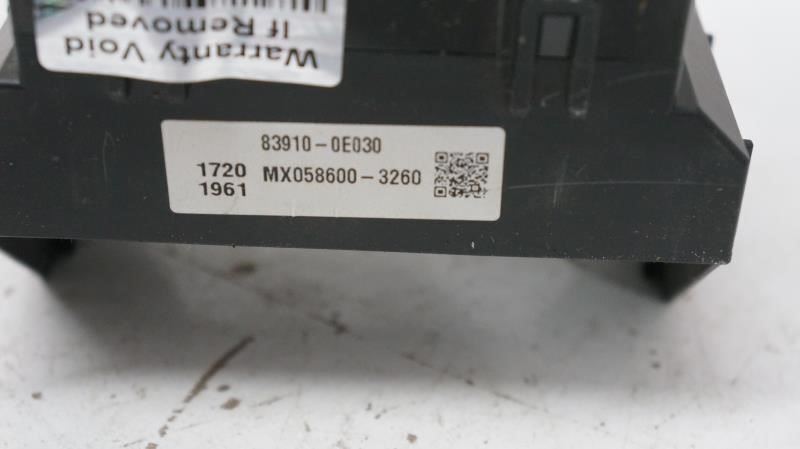 Warranty Void
If Removed
83910-0E030
1720 MX058600-3260
1961